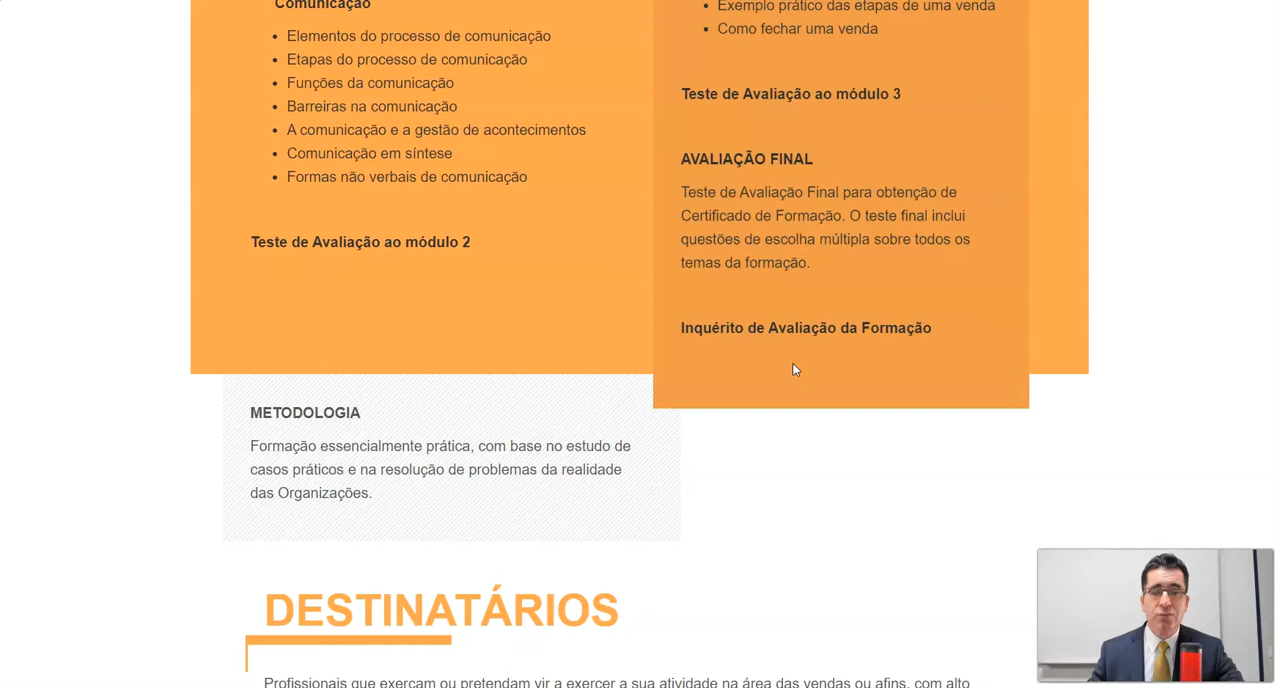 Comunicação
Elementos do processo de comunicação
Etapas do processo de comunicação
Funções da comunicação
Barreiras na comunicação
A comunicação e a gestão de acontecimentos
Comunicação em síntese
Formas não verbais de comunicação
Teste de Avaliação ao módulo 2
Exemplo prático das etapas de uma venda
Como fechar uma venda
Teste de Avaliação ao módulo 3
AVALIAÇÃO FINAL
Teste de Avaliação Final para obtenção de
Certificado de Formação. O teste final inclui
questões de escolha múltipla sobre todos os
temas da formação.
Inquérito de Avaliação da Formação
METODOLOGIA
Formação essencialmente prática, com base no estudo de
casos práticos e na resolução de problemas da realidade
das Organizações.
DESTINATÁRIOS
Profissionais que exerçam ou pretendam vir a exercer a sua atividade na área das vendas ou afins, com alto